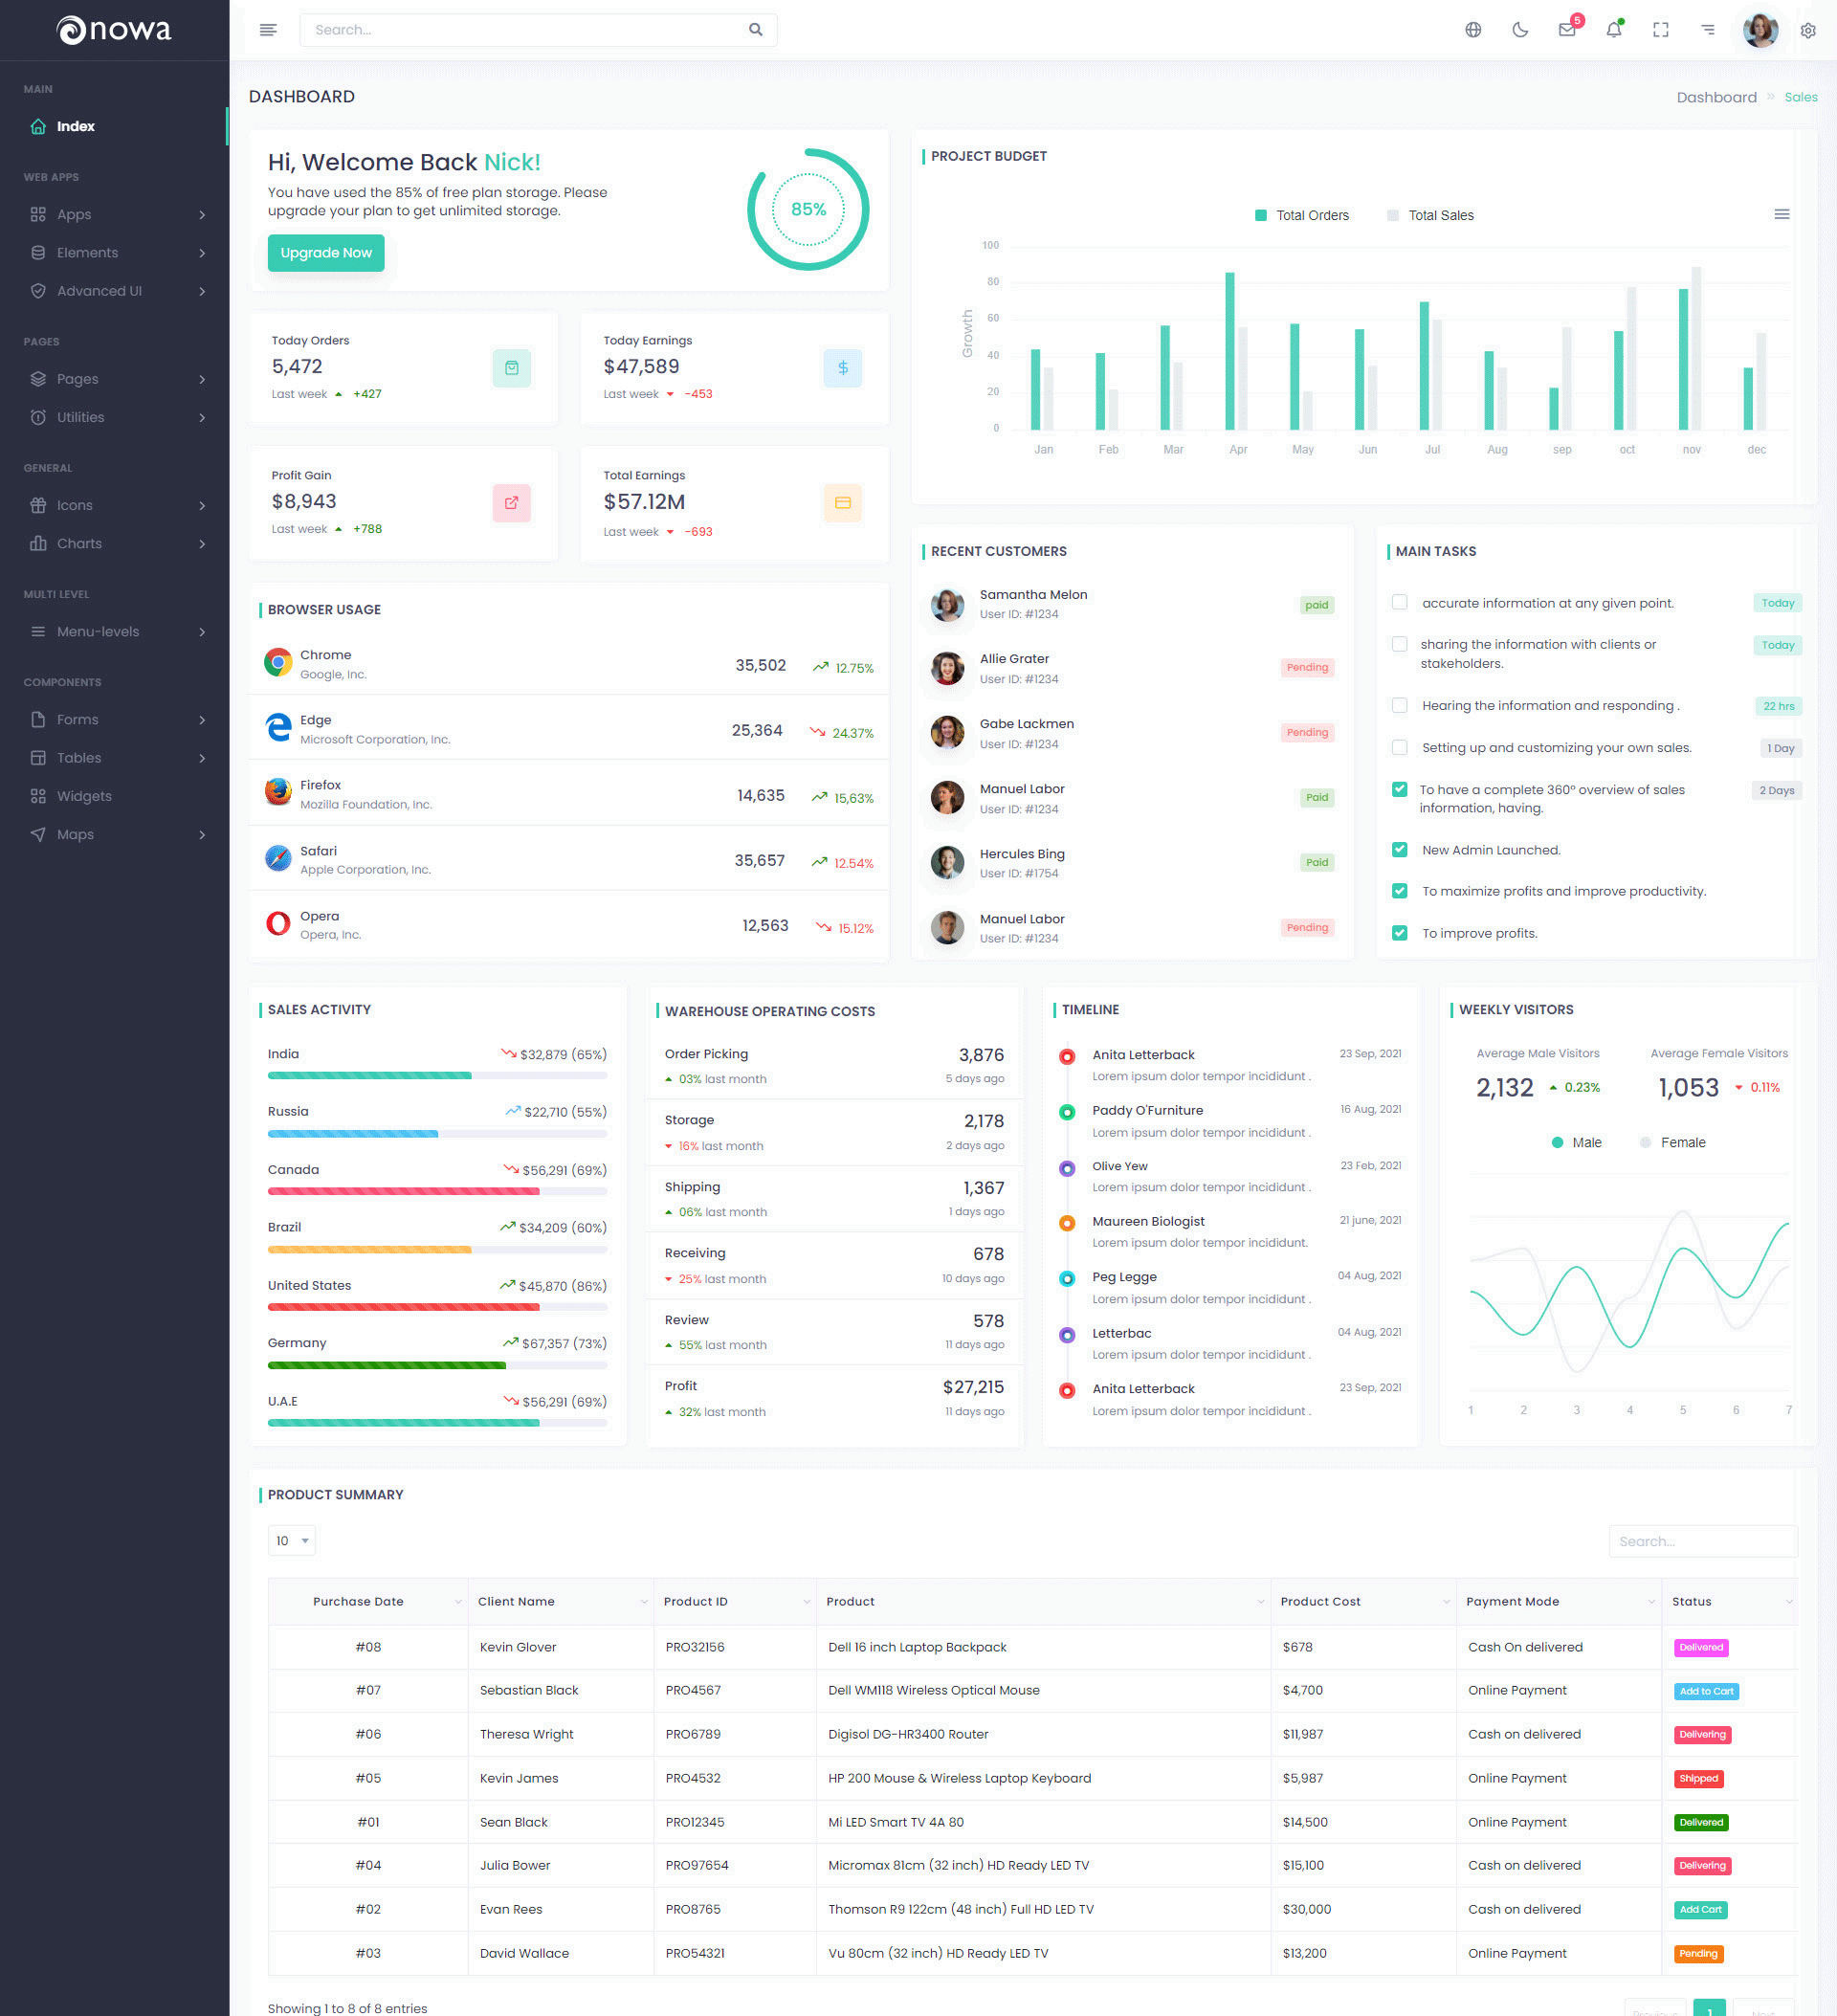 nowa
MAIN
Index
WEB APPS
Apps
Elements
Advanced UI
PAGES
Pages
Utilities
GENERAL
Icons
Charts
MULTI LEVEL
Menu-levels
COMPONENTS
Forms
Tables
Widgets
Maps
Search...
5
DASHBOARD
Dashboard » Sales
Hi, Welcome Back Nick!
You have used the 85% of free plan storage. Please
upgrade your plan to get unlimited storage.
Upgrade Now
85%
Today Orders
5,472
Last week +427
Today Earnings
$47,589
Last week -453
Profit Gain
$8,943
Last week +788
Total Earnings
$57.12M
Last week -693
PROJECT BUDGET
Total Orders Total Sales
Growth
100
80
60
40
20
0
Jan Feb Mar Apr May Jun Jul Aug sep oct nov dec
BROWSER USAGE
Chrome
Google, Inc.
35,502 12.75%
Edge
Microsoft Corporation, Inc.
25,364 24.37%
Firefox
Mozilla Foundation, Inc.
14,635 15,63%
Safari
Apple Corporation, Inc.
35,657 12.54%
Opera
Opera, Inc.
12,563 15.12%
RECENT CUSTOMERS
Samantha Melon
User ID: #1234
paid
Allie Grater
User ID: #1234
Pending
Gabe Lackmen
User ID: #1234
Pending
Manuel Labor
User ID: #1234
Paid
Hercules Bing
User ID: #1754
Paid
Manuel Labor
User ID: #1234
Pending
MAIN TASKS
accurate information at any given point. Today
sharing the information with clients or
stakeholders.
Today
Hearing the information and responding . 22 hrs
Setting up and customizing your own sales. 1 Day
To have a complete 360° overview of sales
information, having.
2 Days
New Admin Launched.
To maximize profits and improve productivity.
To improve profits.
SALES ACTIVITY
India $32,879 (65%)
Russia $22,710 (55%)
Canada $56,291 (69%)
Brazil $34,209 (60%)
United States $45,870 (86%)
Germany $67,357 (73%)
U.A.E $56,291 (69%)
WAREHOUSE OPERATING COSTS
Order Picking 3,876
03% last month 5 days ago
Storage 2,178
16% last month 2 days ago
Shipping 1,367
06% last month 1 days ago
Receiving 678
25% last month 10 days ago
Review 578
55% last month 11 days ago
Profit $27,215
32% last month 11 days ago
TIMELINE
Anita Letterback 23 Sep, 2021
Lorem ipsum dolor tempor incididunt .
Paddy O'Furniture 16 Aug, 2021
Lorem ipsum dolor tempor incididunt .
Olive Yew 23 Feb, 2021
Lorem ipsum dolor tempor incididunt .
Maureen Biologist 21 june, 2021
Lorem ipsum dolor tempor incididunt.
Peg Legge 04 Aug, 2021
Lorem ipsum dolor tempor incididunt .
Letterbac 04 Aug, 2021
Lorem ipsum dolor tempor incididunt .
Anita Letterback 23 Sep, 2021
Lorem ipsum dolor tempor incididunt .
WEEKLY VISITORS
Average Male Visitors
2,132 0.23%
Average Female Visitors
1,053 0.11%
Male Female
1 2 3 4 5 6 7
PRODUCT SUMMARY
10
Search...
Purchase Date Client Name Product ID Product Product Cost Payment Mode Status
#08 Kevin Glover PRO32156 Dell 16 inch Laptop Backpack $678 Cash On delivered Delivered
#07 Sebastian Black PRO4567 Dell WM118 Wireless Optical Mouse $4,700 Online Payment Add to Cart
#06 Theresa Wright PRO6789 Digisol DG-HR3400 Router $11,987 Cash on delivered Delivering
#05 Kevin James PRO4532 HP 200 Mouse & Wireless Laptop Keyboard $5,987 Online Payment Shipped
#01 Sean Black PRO12345 Mi LED Smart TV 4A 80 $14,500 Online Payment Delivered
#04 Julia Bower PRO97654 Micromax 81cm (32 inch) HD Ready LED TV $15,100 Cash on delivered Delivering
#02 Evan Rees PRO8765 Thomson R9 122cm (48 inch) Full HD LED TV $30,000 Cash on delivered Add Cart
#03 David Wallace PRO54321 Vu 80cm (32 inch) HD Ready LED TV $13,200 Online Payment Pending
Showing 1 to 8 of 8 entries
Previous 1 Next